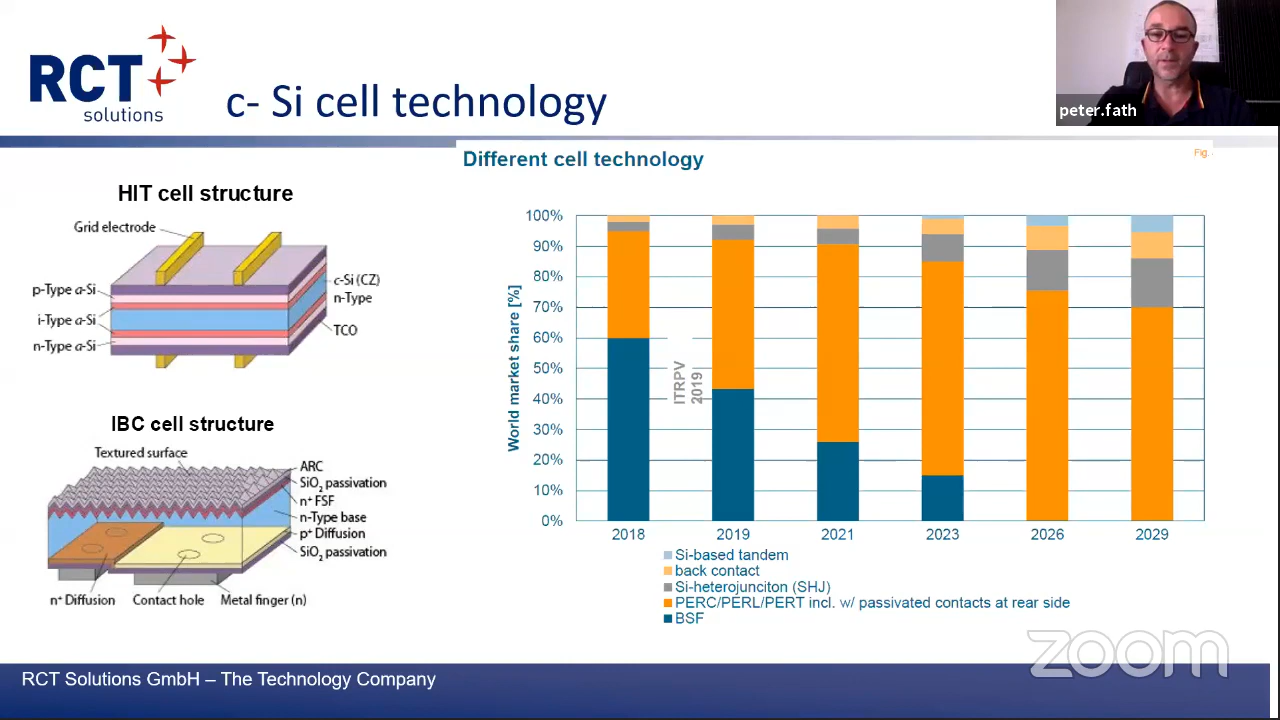 RCT
solutions
c- Si cell technology
peter.fath
Different cell technology
Fig.
HIT cell structure
Grid electrode
p-Type a-Si
i-Type a-Si
n-Type a-Si
c-Si (CZ)
n-Type
TCO
IBC cell structure
Textured surface
ARC
SiO2 passivation
n+ FSF
n-Type base
p+ Diffusion
SiO2 passivation
n+ Diffusion
Contact hole
Metal finger (n)
World market share [%]
100%
90%
80%
70%
60%
50%
40%
30%
20%
10%
0%
ITRPV
2019
2018
2019
2021
2023
2026
2029
Si-based tandem
back contact
Si-heterojunciton (SHJ)
PERC/PERL/PERT incl. w/ passivated contacts at rear side
BSF
zoom
RCT Solutions GmbH – The Technology Company